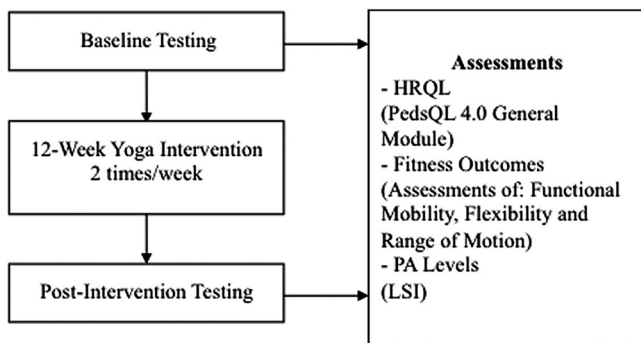 Baseline Testing
12-Week Yoga Intervention
2 times/week
Post-Intervention Testing
Assessments
- HRQL
(PedsQL 4.0 General
Module)
- Fitness Outcomes
(Assessments of: Functional
Mobility, Flexibility and
Range of Motion)
- PA Levels
(LSI)